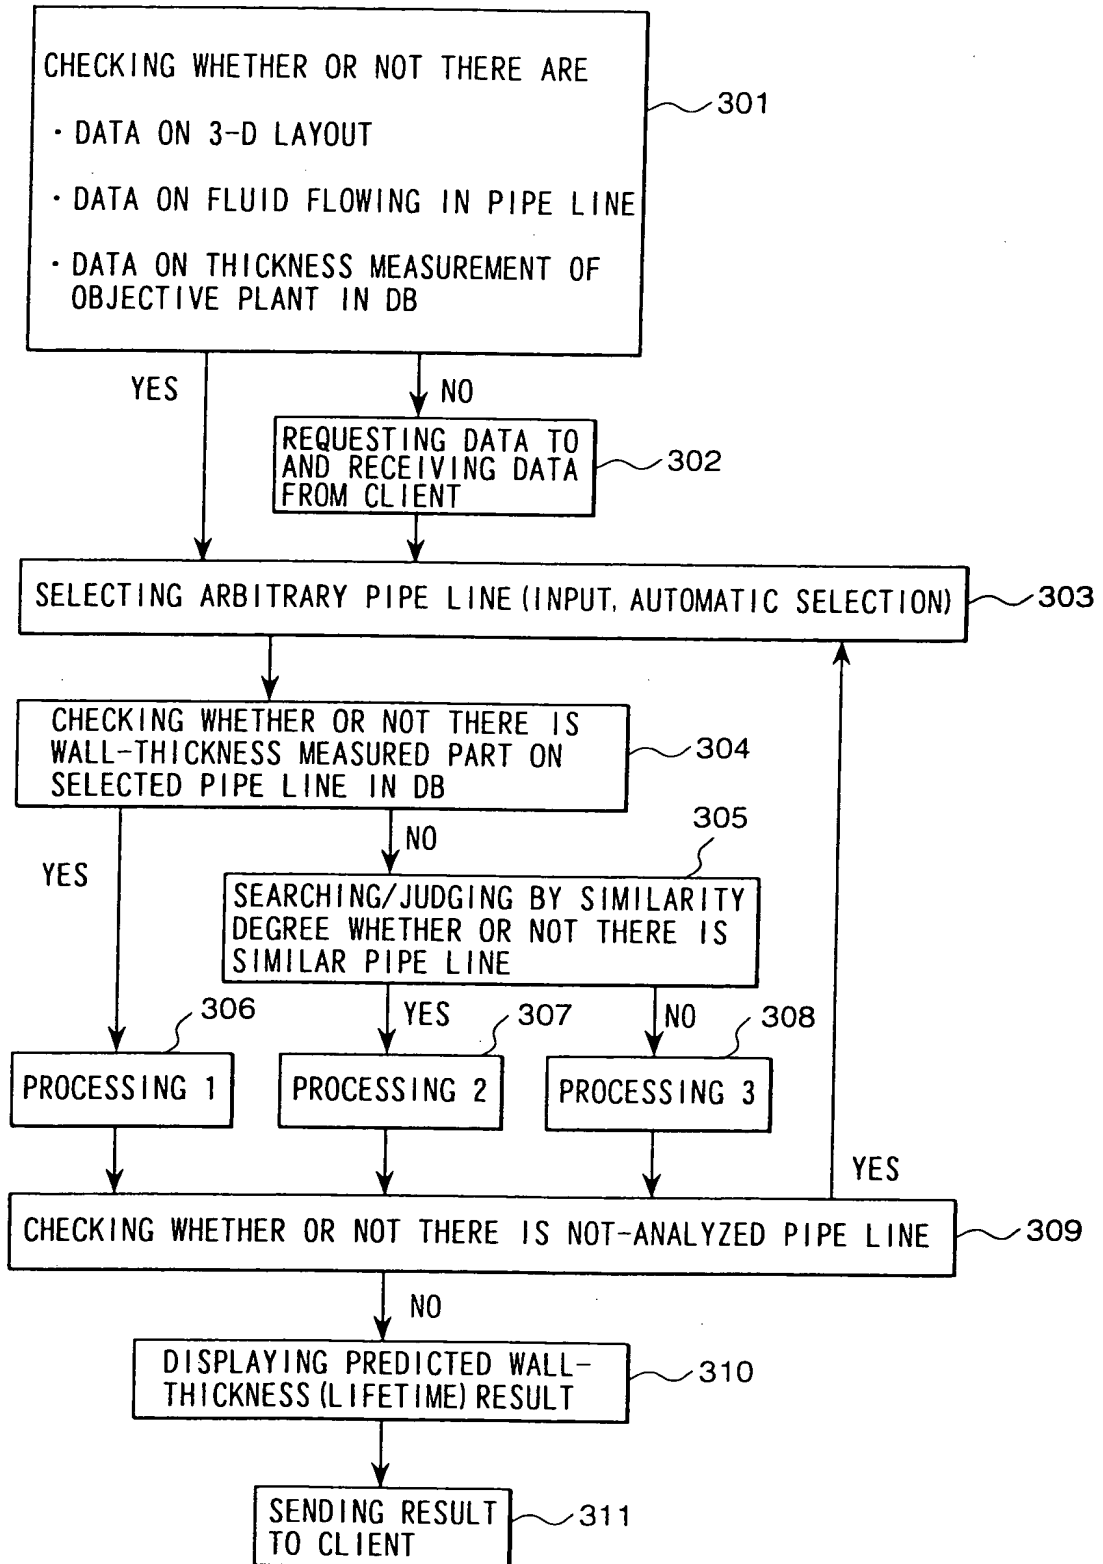 CHECKING WHETHER OR NOT THERE ARE
· DATA ON 3-D LAYOUT
· DATA ON FLUID FLOWING IN PIPE LINE
· DATA ON THICKNESS MEASUREMENT OF
OBJECTIVE PLANT IN DB
301
YES
NO
REQUESTING DATA TO
AND RECEIVING DATA
FROM CLIENT
302
SELECTING ARBITRARY PIPE LINE (INPUT, AUTOMATIC SELECTION)
303
CHECKING WHETHER OR NOT THERE IS
WALL-THICKNESS MEASURED PART ON
SELECTED PIPE LINE IN DB
304
YES
NO
305
SEARCHING/JUDGING BY SIMILARITY
DEGREE WHETHER OR NOT THERE IS
SIMILAR PIPE LINE
306
YES
307
NO
308
PROCESSING 1
PROCESSING 2
PROCESSING 3
YES
CHECKING WHETHER OR NOT THERE IS NOT-ANALYZED PIPE LINE
309
NO
DISPLAYING PREDICTED WALL-
THICKNESS (LIFETIME) RESULT
310
SENDING RESULT
TO CLIENT
311